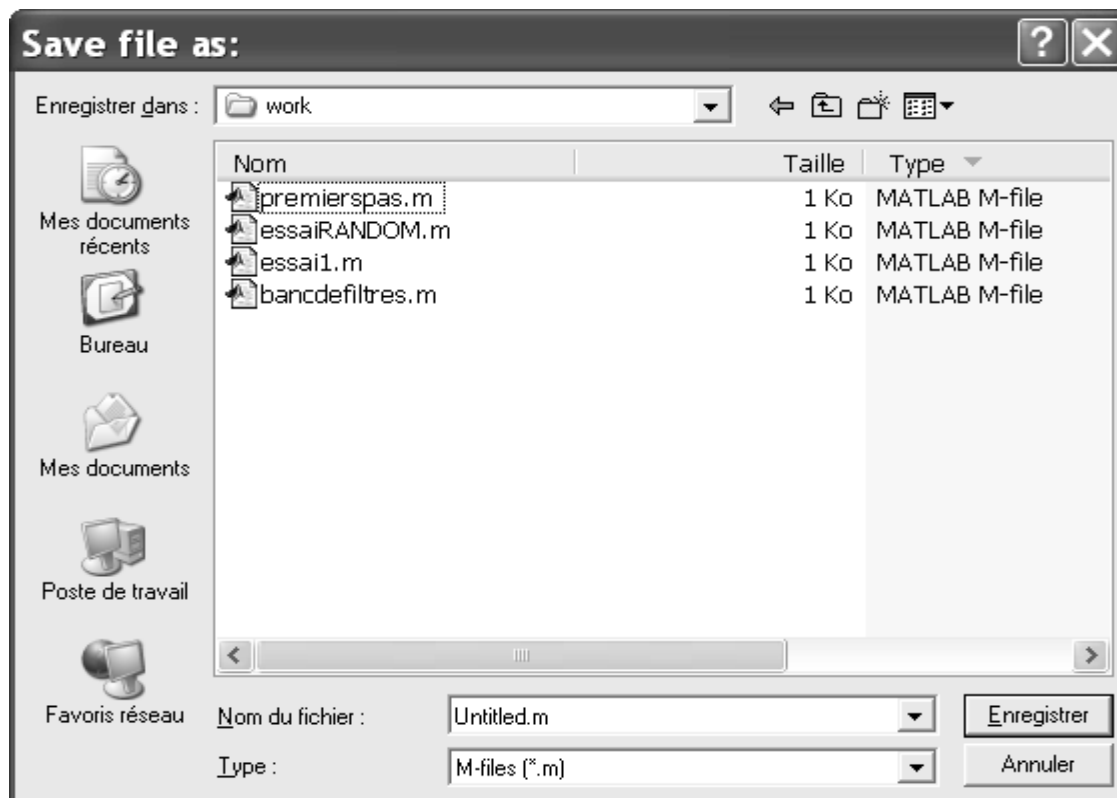 Save file as:
Enregistrer dans :
work
Nom Taille Type
premierspas.m 1 Ko MATLAB M-file
essaiRANDOM.m 1 Ko MATLAB M-file
essai1.m 1 Ko MATLAB M-file
bancdefiltres.m 1 Ko MATLAB M-file
Mes documents
récents
Bureau
Mes documents
Poste de travail
Favoris réseau
Nom du fichier : Untitled.m Enregistrer
Type : M-files (*.m) Annuler